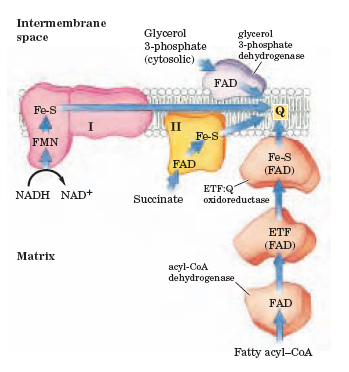 Intermembrane
space
Glycerol
3-phosphate
(cytosolic)
glycerol
3-phosphate
dehydrogenase
FAD
Fe-S
Q
I
II
Fe-S
FMN
FAD
Fe-S
(FAD)
NADH NAD+
Succinate
ETF:Q
oxidoreductase
ETF
(FAD)
Matrix
acyl-CoA
dehydrogenase
FAD
Fatty acyl–CoA